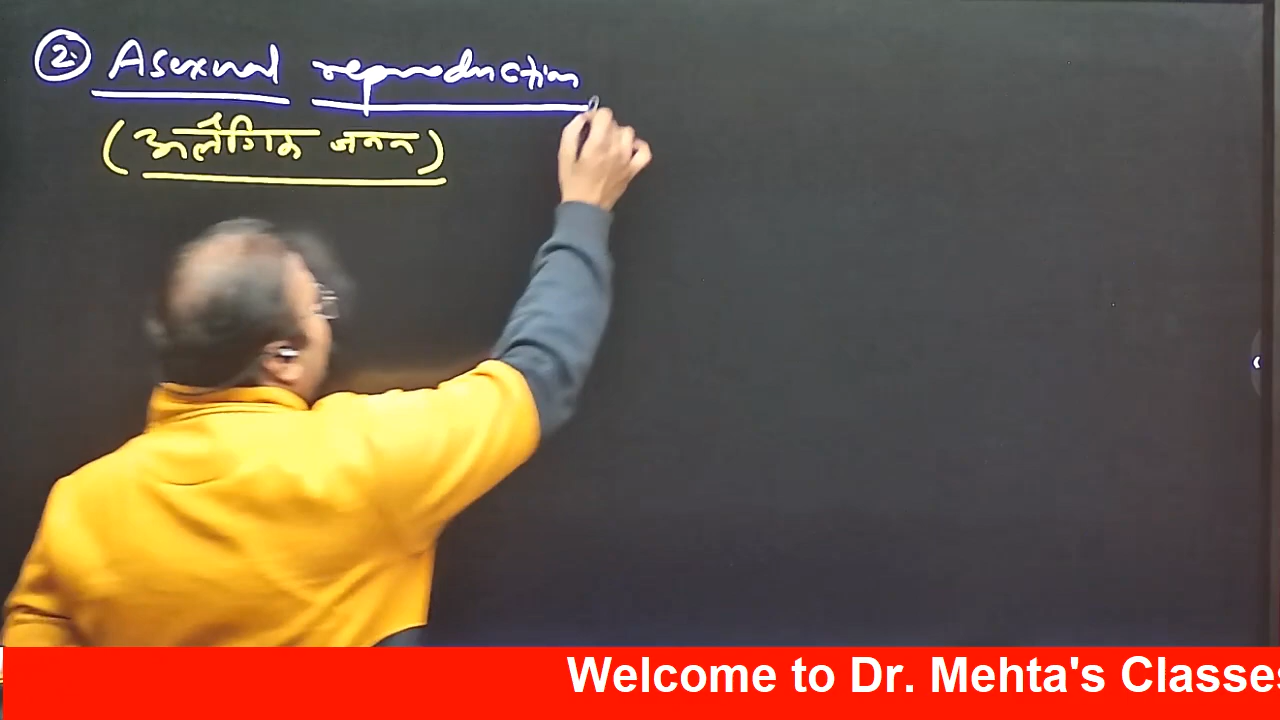 ② Asexual reproduction
(अलैंगिक जनन)
Welcome to Dr. Mehta's Classes